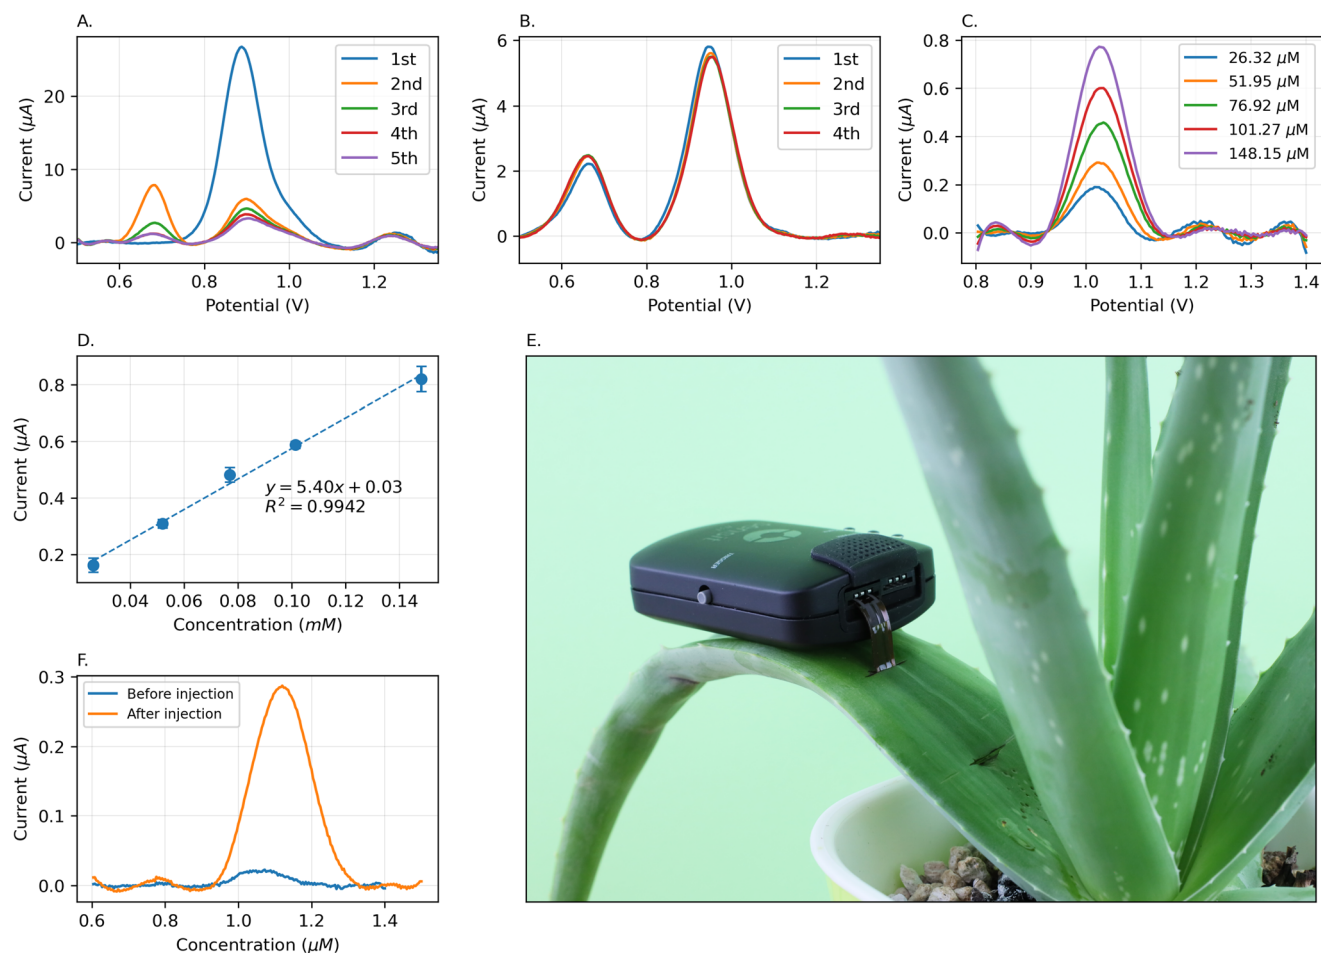 A.
Current (μA)
20
10
0
0.6
0.8
1.0
1.2
Potential (V)
1st
2nd
3rd
4th
5th
B.
Current (μA)
6
4
2
0
0.6
0.8
1.0
1.2
Potential (V)
1st
2nd
3rd
4th
C.
Current (μA)
0.8
0.6
0.4
0.2
0.0
0.8
0.9
1.0
1.1
1.2
1.3
1.4
Potential (V)
26.32 μM
51.95 μM
76.92 μM
101.27 μM
148.15 μM
D.
Current (μA)
0.8
0.6
0.4
0.2
y = 5.40x + 0.03
R² = 0.9942
0.04
0.06
0.08
0.10
0.12
0.14
Concentration (mM)
E.
F.
Current (μA)
0.3
0.2
0.1
0.0
Before injection
After injection
0.6
0.8
1.0
1.2
1.4
Concentration (μM)